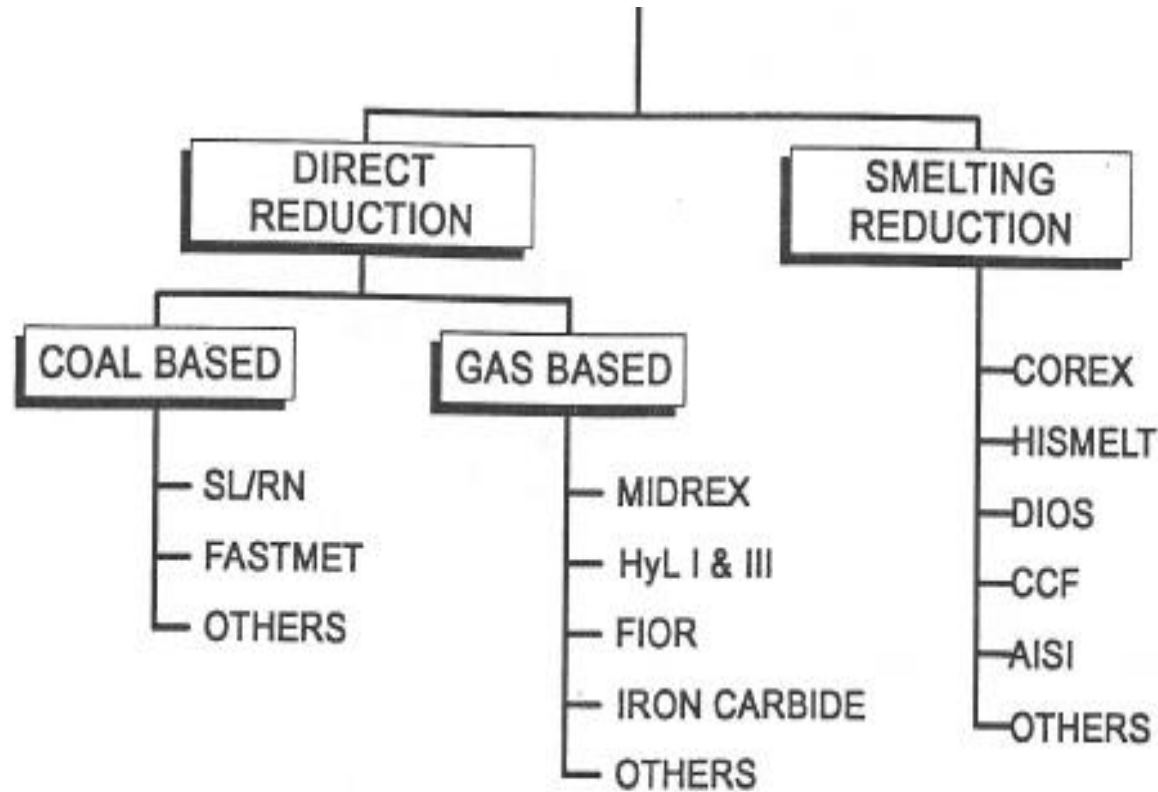 DIRECT
REDUCTION
SMELTING
REDUCTION
COAL BASED
GAS BASED
SL/RN
FASTMET
OTHERS
MIDREX
HyL I & III
FIOR
IRON CARBIDE
OTHERS
COREX
HISMELT
DIOS
CCF
AISI
OTHERS